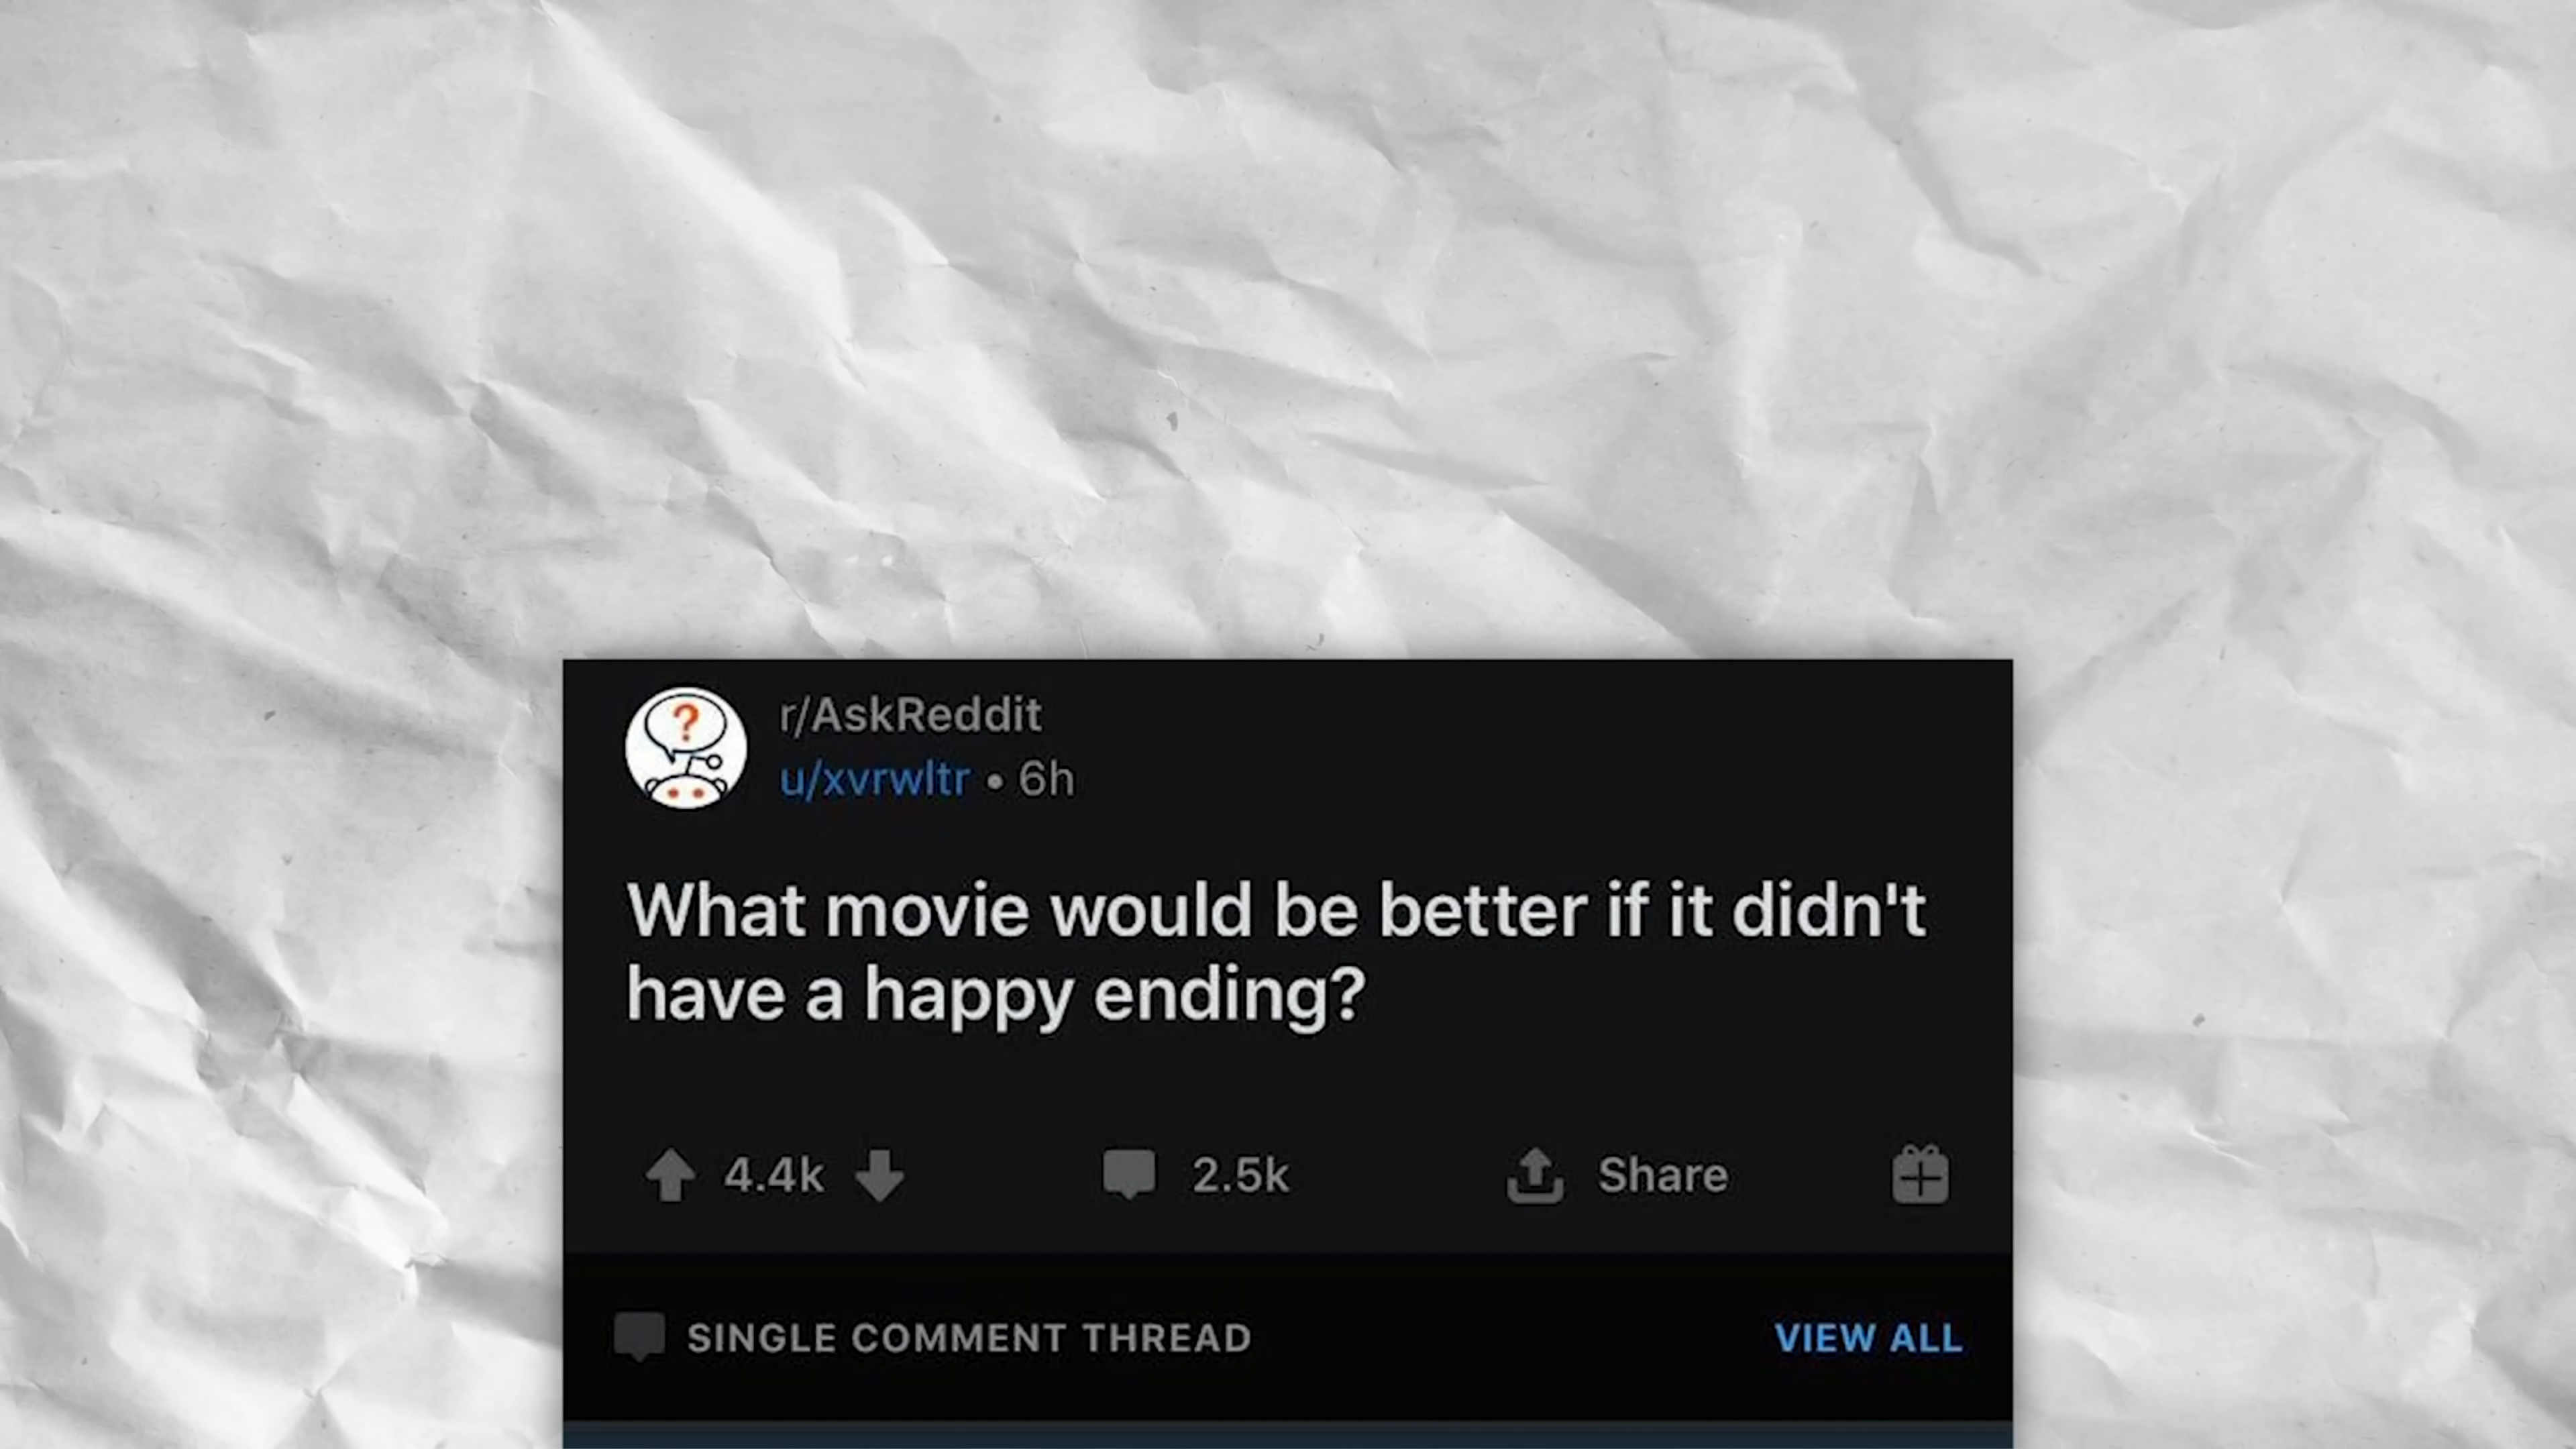 r/AskReddit
u/xvrwltr • 6h
What movie would be better if it didn't
have a happy ending?
4.4k
2.5k
Share
SINGLE COMMENT THREAD
VIEW ALL